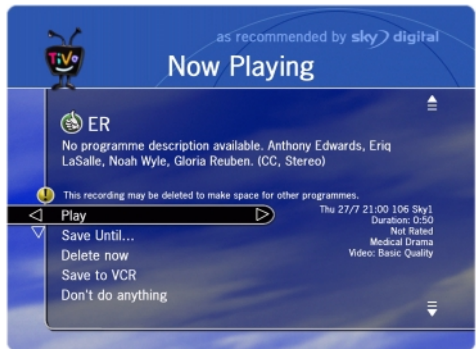 as recommended by sky digital
TiVo
Now Playing
ER
No programme description available. Anthony Edwards, Eriq
LaSalle, Noah Wyle, Gloria Reuben. (CC, Stereo)
This recording may be deleted to make space for other programmes.
Play
Save Until...
Delete now
Save to VCR
Don't do anything
Thu 27/7 21:00 106 Sky1
Duration: 0:50
Not Rated
Medical Drama
Video: Basic Quality